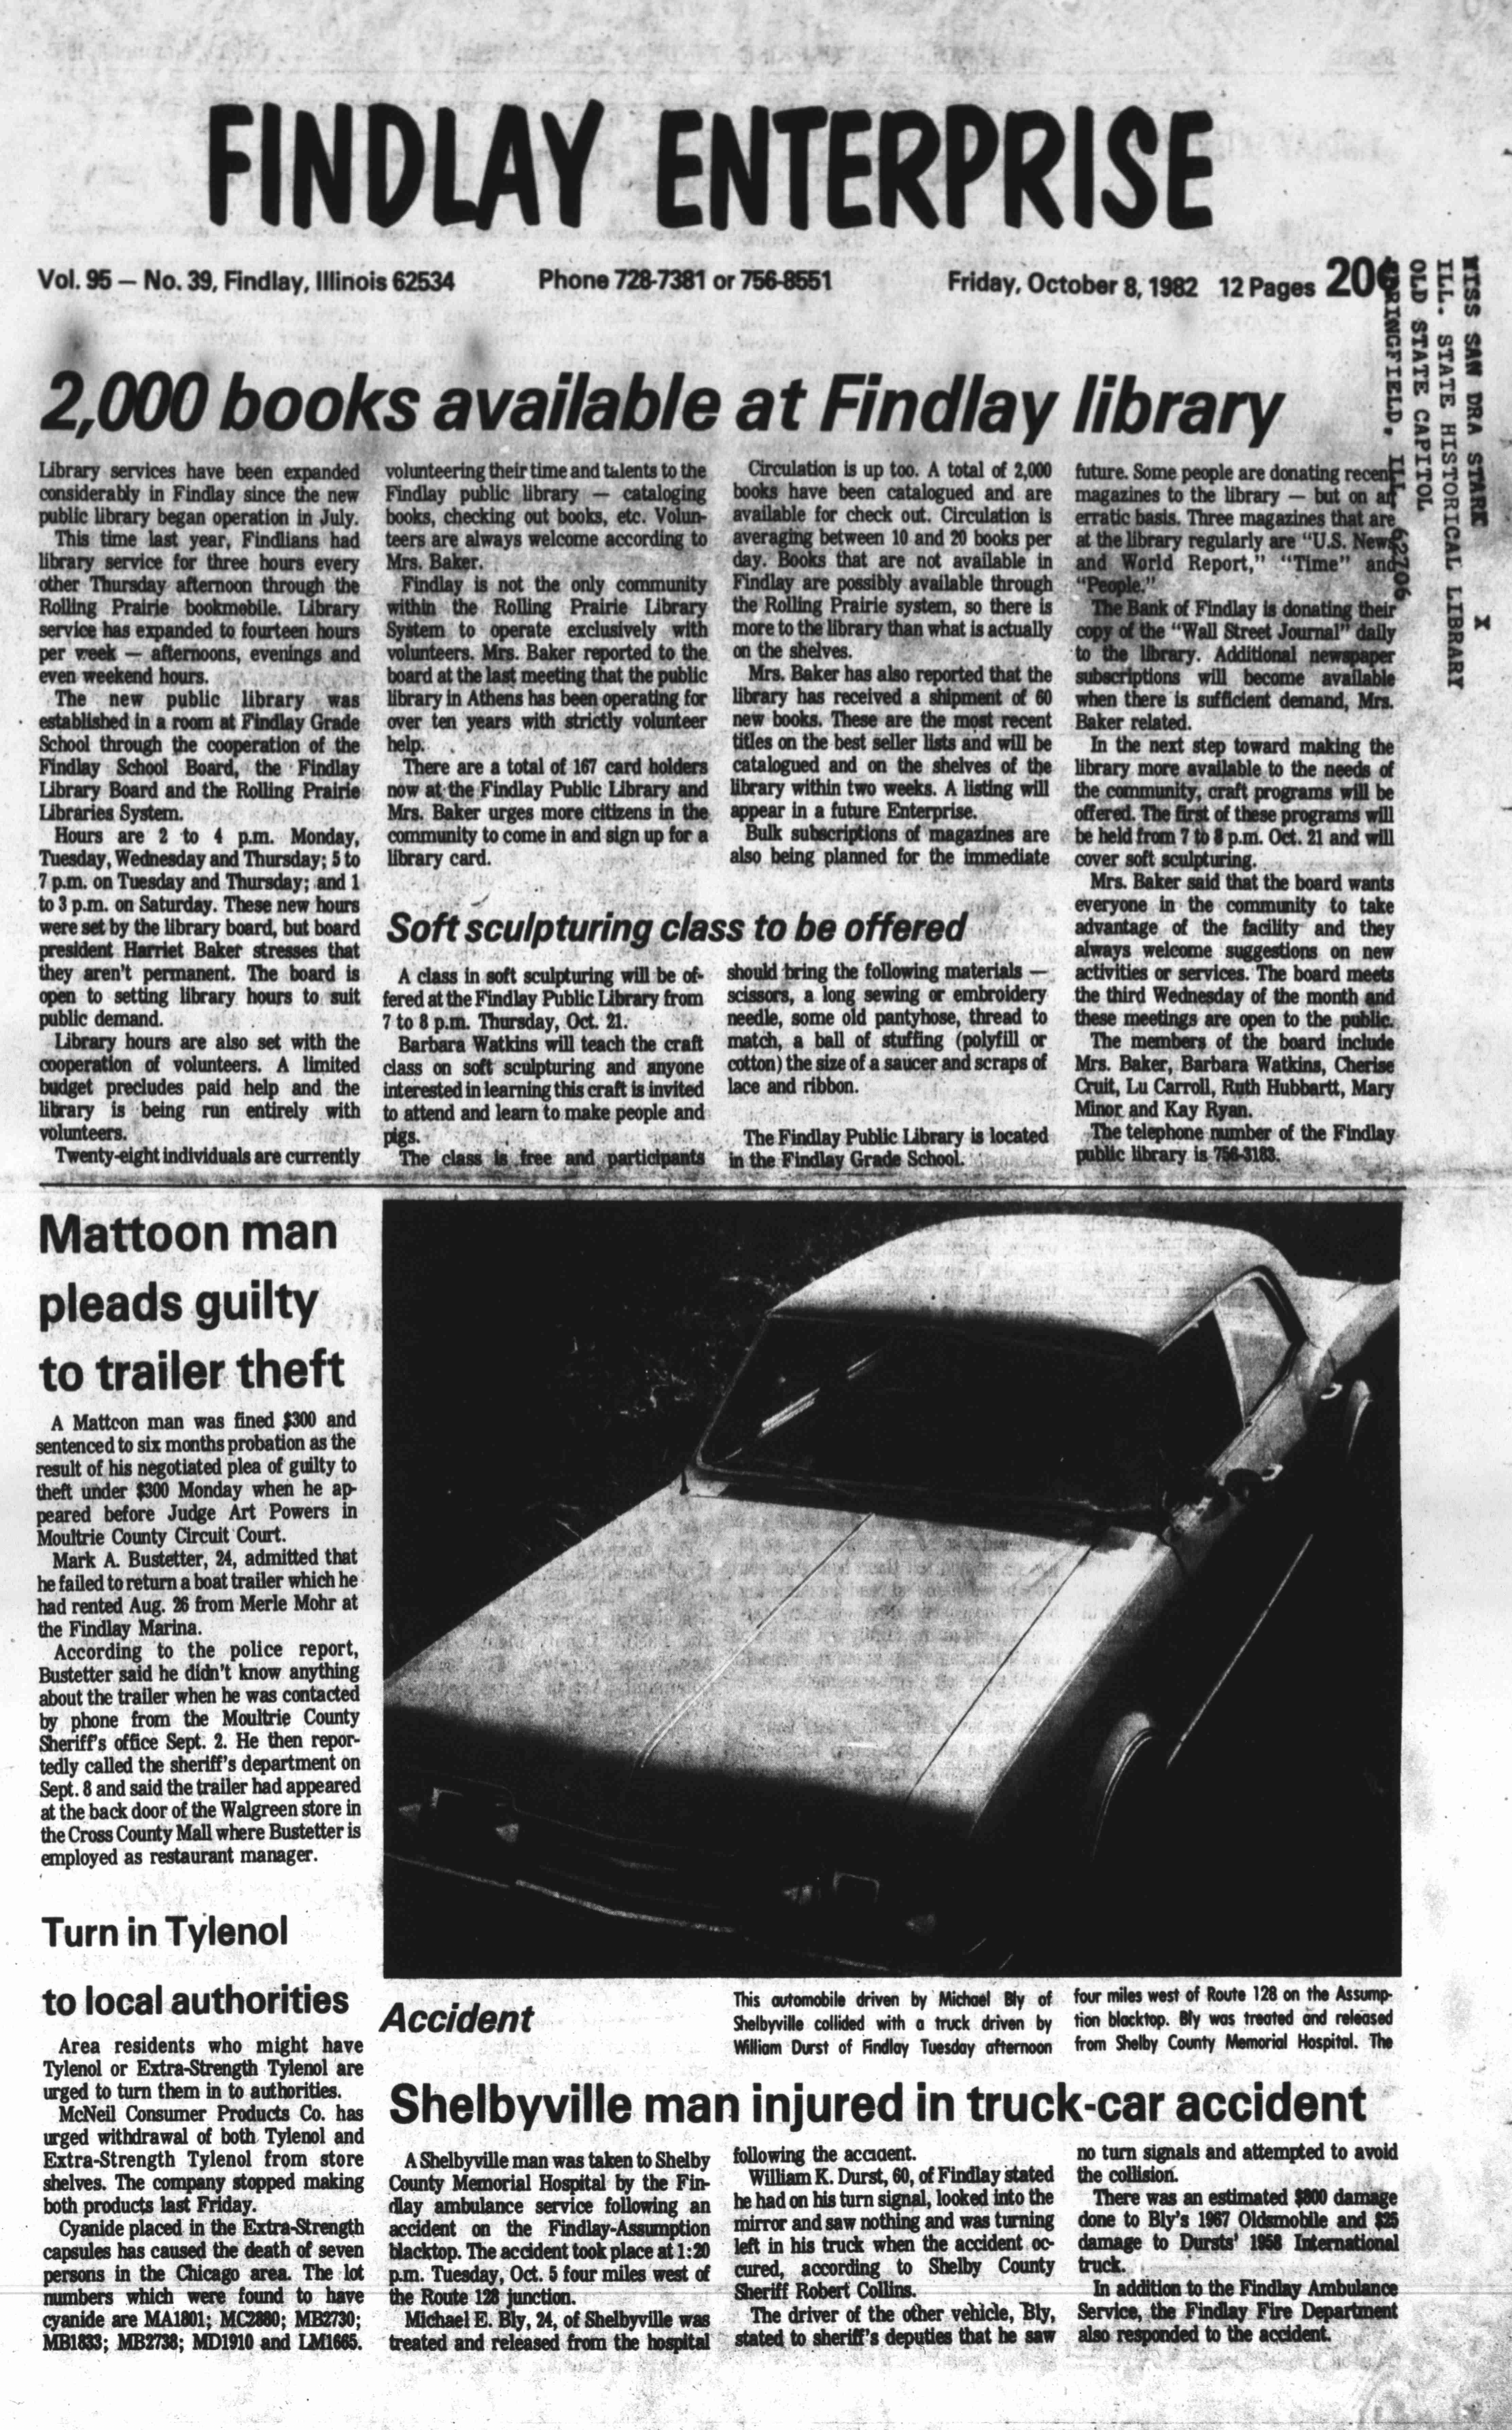 FINDLAY ENTERPRISE
Vol. 95 — No. 39, Findlay, Illinois 62534
Phone 728-7381 or 756-8551
Friday, October 8, 1982 12 Pages 20¢
MISS SAN DRA STARK X
ILL. STATE HISTORICAL LIBRARY
OLD STATE CAPITOL
SPRINGFIELD, ILL 62706
2,000 books available at Findlay library
Library services have been expanded
considerably in Findlay since the new
public library began operation in July.
This time last year, Findlians had
library service for three hours every
other Thursday afternoon through the
Rolling Prairie bookmobile. Library
service has expanded to fourteen hours
per week — afternoons, evenings and
even weekend hours.
The new public library was
established in a room at Findlay Grade
School through the cooperation of the
Findlay School Board, the Findlay
Library Board and the Rolling Prairie
Libraries System.
Hours are 2 to 4 p.m. Monday,
Tuesday, Wednesday and Thursday; 5 to
7 p.m. on Tuesday and Thursday; and 1
to 3 p.m. on Saturday. These new hours
were set by the library board, but board
president Harriet Baker stresses that
they aren't permanent. The board is
open to setting library hours to suit
public demand.
Library hours are also set with the
cooperation of volunteers. A limited
budget precludes paid help and the
library is being run entirely with
volunteers.
Twenty-eight individuals are currently
volunteering their time and talents to the
Findlay public library — cataloging
books, checking out books, etc. Volun-
teers are always welcome according to
Mrs. Baker.
Findlay is not the only community
within the Rolling Prairie Library
System to operate exclusively with
volunteers. Mrs. Baker reported to the
board at the last meeting that the public
library in Athens has been operating for
over ten years with strictly volunteer
help.
There are a total of 167 card holders
now at the Findlay Public Library and
Mrs. Baker urges more citizens in the
community to come in and sign up for a
library card.
Circulation is up too. A total of 2,000
books have been catalogued and are
available for check out. Circulation is
averaging between 10 and 20 books per
day. Books that are not available in
Findlay are possibly available through
the Rolling Prairie system, so there is
more to the library than what is actually
on the shelves.
Mrs. Baker has also reported that the
library has received a shipment of 60
new books. These are the most recent
titles on the best seller lists and will be
catalogued and on the shelves of the
library within two weeks. A listing will
appear in a future Enterprise.
Bulk subscriptions of magazines are
also being planned for the immediate
future. Some people are donating recent
magazines to the library — but on an
erratic basis. Three magazines that are
at the library regularly are "U.S. News
and World Report," "Time" and
"People."
The Bank of Findlay is donating their
copy of the "Wall Street Journal" daily
to the library. Additional newspaper
subscriptions will become available
when there is sufficient demand, Mrs.
Baker related.
In the next step toward making the
library more available to the needs of
the community, craft programs will be
offered. The first of these programs will
be held from 7 to 8 p.m. Oct. 21 and will
cover soft sculpturing.
Mrs. Baker said that the board wants
everyone in the community to take
advantage of the facility and they
always welcome suggestions on new
activities or services. The board meets
the third Wednesday of the month and
these meetings are open to the public.
The members of the board include
Mrs. Baker, Barbara Watkins, Cherise
Cruit, Lu Carroll, Ruth Hubbartt, Mary
Minor and Kay Ryan.
The telephone number of the Findlay
public library is 756-3183.
Soft sculpturing class to be offered
A class in soft sculpturing will be of-
fered at the Findlay Public Library from
7 to 8 p.m. Thursday, Oct. 21.
Barbara Watkins will teach the craft
class on soft sculpturing and anyone
interested in learning this craft is invited
to attend and learn to make people and
pigs.
The class is free and participants
should bring the following materials —
scissors, a long sewing or embroidery
needle, some old pantyhose, thread to
match, a ball of stuffing (polyfill or
cotton) the size of a saucer and scraps of
lace and ribbon.
The Findlay Public Library is located
in the Findlay Grade School.
Mattoon man
pleads guilty
to trailer theft
A Mattoon man was fined $300 and
sentenced to six months probation as the
result of his negotiated plea of guilty to
theft under $300 Monday when he ap-
peared before Judge Art Powers in
Moultrie County Circuit Court.
Mark A. Bustetter, 24, admitted that
he failed to return a boat trailer which he
had rented Aug. 26 from Merle Mohr at
the Findlay Marina.
According to the police report,
Bustetter said he didn't know anything
about the trailer when he was contacted
by phone from the Moultrie County
Sheriff's office Sept. 2. He then repor-
tedly called the sheriff's department on
Sept. 8 and said the trailer had appeared
at the back door of the Walgreen store in
the Cross County Mall where Bustetter is
employed as restaurant manager.
Turn in Tylenol
to local authorities
Area residents who might have
Tylenol or Extra-Strength Tylenol are
urged to turn them in to authorities.
McNeil Consumer Products Co. has
urged withdrawal of both Tylenol and
Extra-Strength Tylenol from store
shelves. The company stopped making
both products last Friday.
Cyanide placed in the Extra-Strength
capsules has caused the death of seven
persons in the Chicago area. The lot
numbers which were found to have
cyanide are MA1801; MC2880; MB2730;
MB1833; MB2738; MD1910 and LM1665.
Accident
This automobile driven by Michael Bly of
Shelbyville collided with a truck driven by
William Durst of Findlay Tuesday afternoon
four miles west of Route 128 on the Assump-
tion blacktop. Bly was treated and released
from Shelby County Memorial Hospital. The
Shelbyville man injured in truck-car accident
A Shelbyville man was taken to Shelby
County Memorial Hospital by the Fin-
dlay ambulance service following an
accident on the Findlay-Assumption
blacktop. The accident took place at 1:20
p.m. Tuesday, Oct. 5 four miles west of
the Route 128 junction.
Michael E. Bly, 24, of Shelbyville was
treated and released from the hospital
following the accident.
William K. Durst, 60, of Findlay stated
he had on his turn signal, looked into the
mirror and saw nothing and was turning
left in his truck when the accident oc-
cured, according to Shelby County
Sheriff Robert Collins.
The driver of the other vehicle, Bly,
stated to sheriff's deputies that he saw
no turn signals and attempted to avoid
the collision.
There was an estimated $800 damage
done to Bly's 1967 Oldsmobile and $25
damage to Dursts' 1958 International
truck.
In addition to the Findlay Ambulance
Service, the Findlay Fire Department
also responded to the accident.